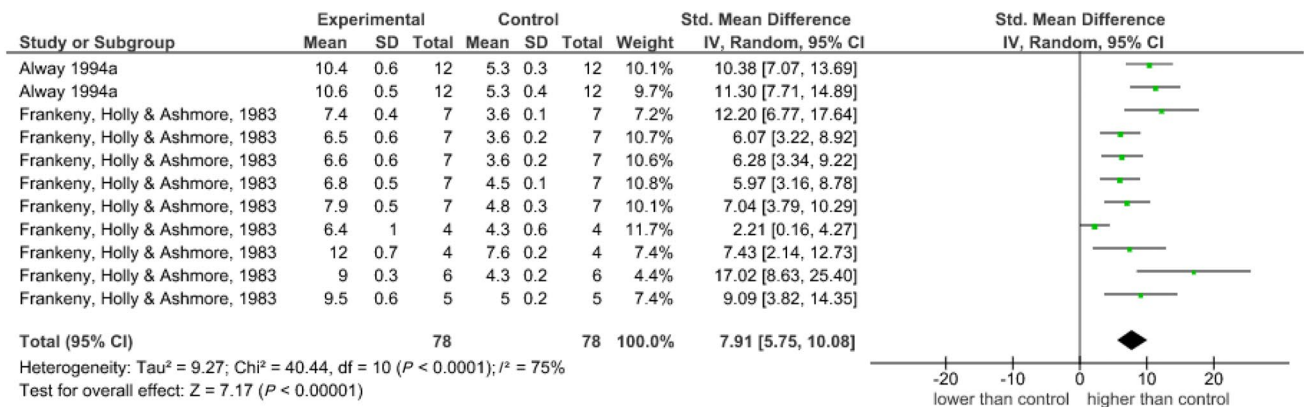 Experimental Control Std. Mean Difference Std. Mean Difference
Study or Subgroup Mean SD Total Mean SD Total Weight IV, Random, 95% CI IV, Random, 95% CI
Alway 1994a 10.4 0.6 12 5.3 0.3 12 10.1% 10.38 [7.07, 13.69]
Alway 1994a 10.6 0.5 12 5.3 0.4 12 9.7% 11.30 [7.71, 14.89]
Frankeny, Holly & Ashmore, 1983 7.4 0.4 7 3.6 0.1 7 7.2% 12.20 [6.77, 17.64]
Frankeny, Holly & Ashmore, 1983 6.5 0.6 7 3.6 0.2 7 10.7% 6.07 [3.22, 8.92]
Frankeny, Holly & Ashmore, 1983 6.6 0.6 7 3.6 0.2 7 10.6% 6.28 [3.34, 9.22]
Frankeny, Holly & Ashmore, 1983 6.8 0.5 7 4.5 0.1 7 10.8% 5.97 [3.16, 8.78]
Frankeny, Holly & Ashmore, 1983 7.9 0.5 7 4.8 0.3 7 10.1% 7.04 [3.79, 10.29]
Frankeny, Holly & Ashmore, 1983 6.4 1 4 4.3 0.6 4 11.7% 2.21 [0.16, 4.27]
Frankeny, Holly & Ashmore, 1983 12 0.7 4 7.6 0.2 4 7.4% 7.43 [2.14, 12.73]
Frankeny, Holly & Ashmore, 1983 9 0.3 6 4.3 0.2 6 4.4% 17.02 [8.63, 25.40]
Frankeny, Holly & Ashmore, 1983 9.5 0.6 5 5 0.2 5 7.4% 9.09 [3.82, 14.35]
Total (95% CI) 78 78 100.0% 7.91 [5.75, 10.08]
Heterogeneity: Tau² = 9.27; Chi² = 40.44, df = 10 (P < 0.0001); I² = 75%
Test for overall effect: Z = 7.17 (P < 0.00001)
-20 -10 0 10 20
lower than control higher than control